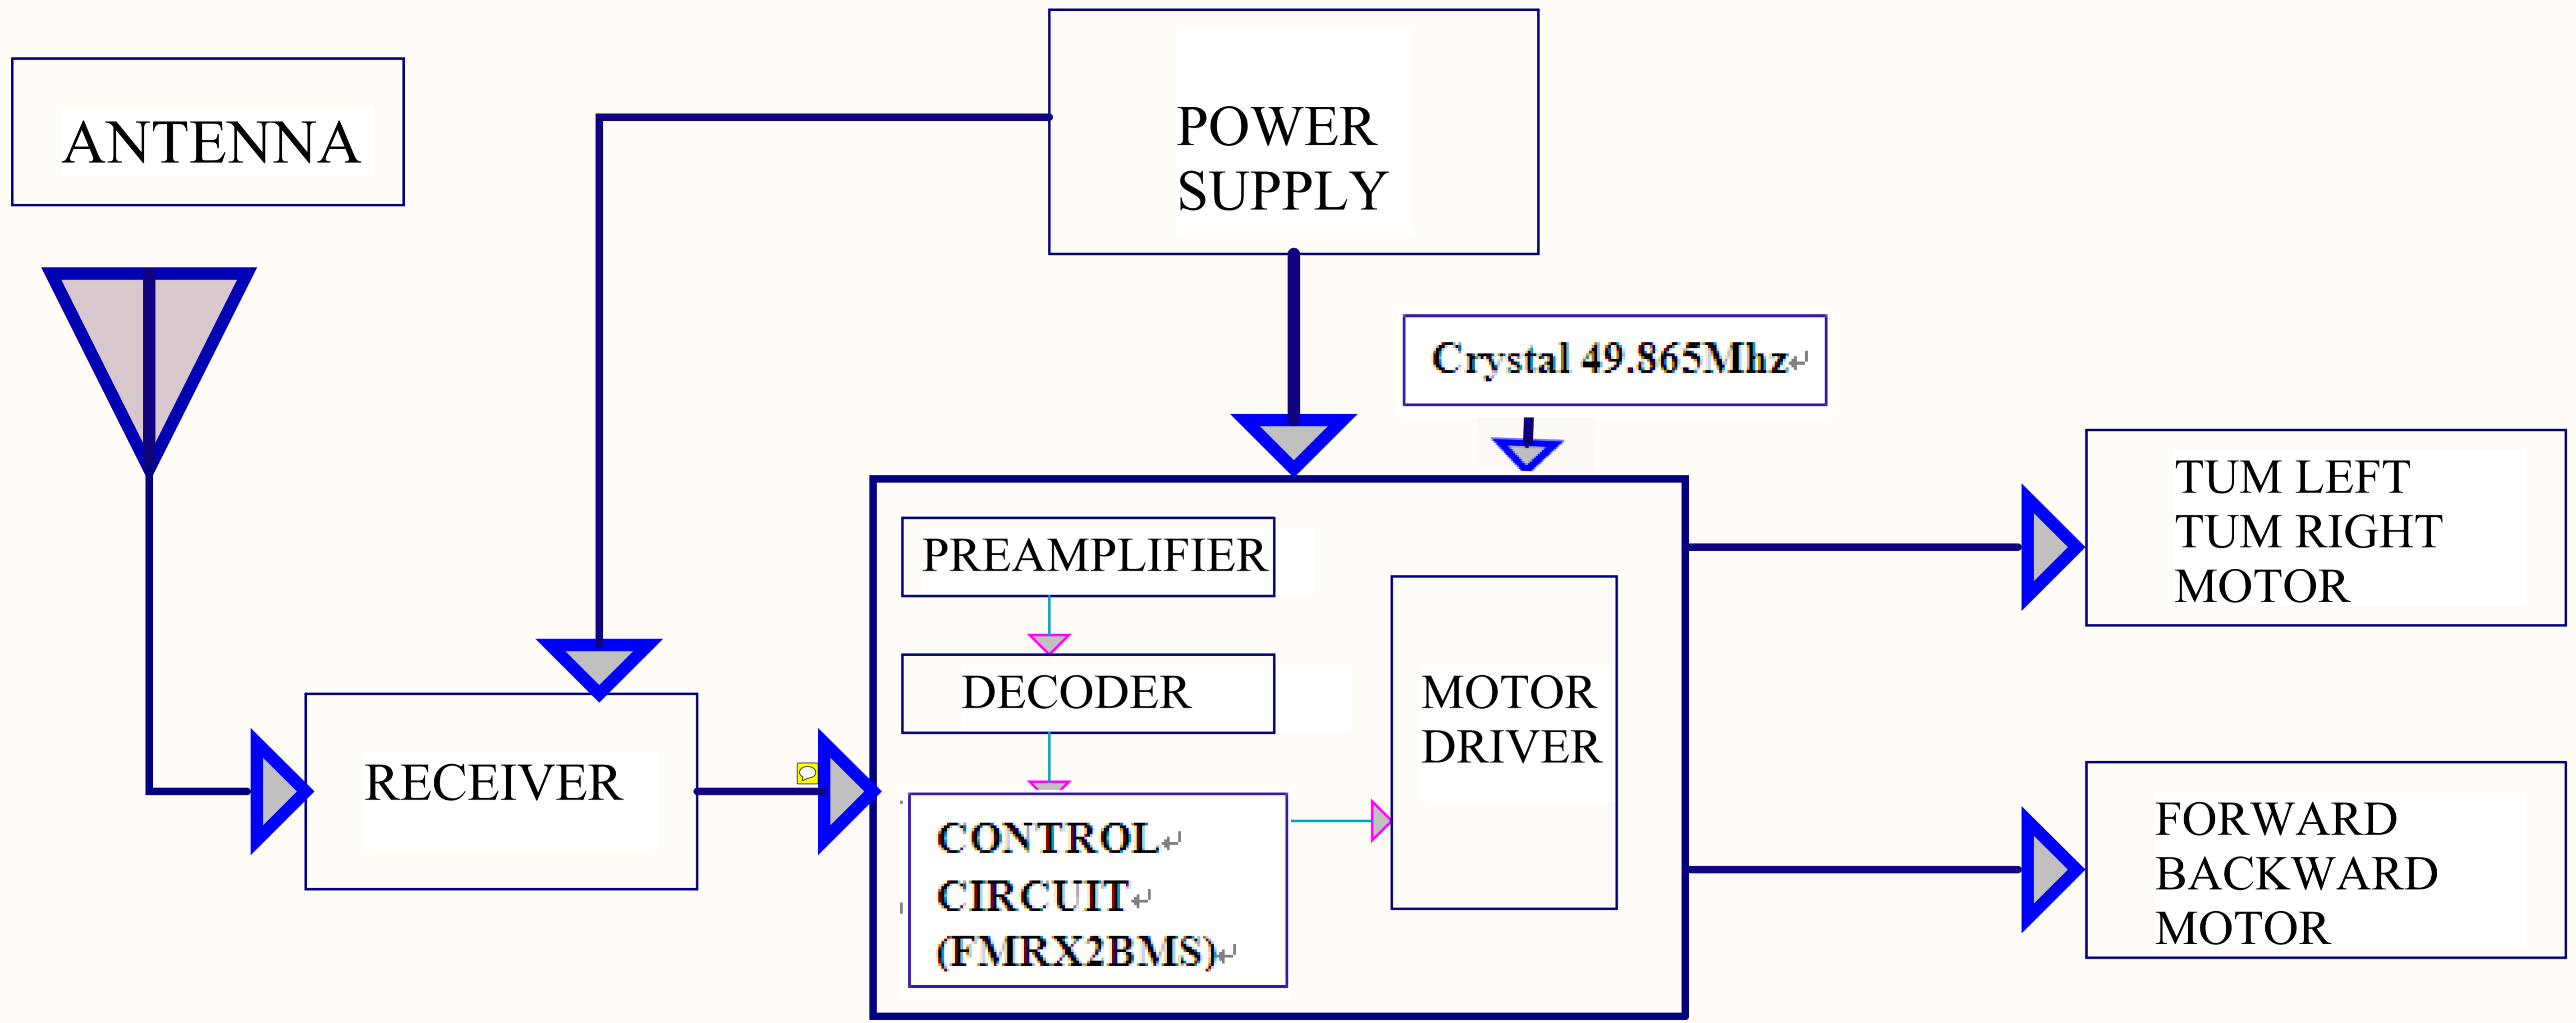 ANTENNA
POWER
SUPPLY
Crystal 49.865Mhz
PREAMPLIFIER
DECODER
CONTROL
CIRCUIT
(FMRX2BMS)
MOTOR
DRIVER
RECEIVER
TUM LEFT
TUM RIGHT
MOTOR
FORWARD
BACKWARD
MOTOR